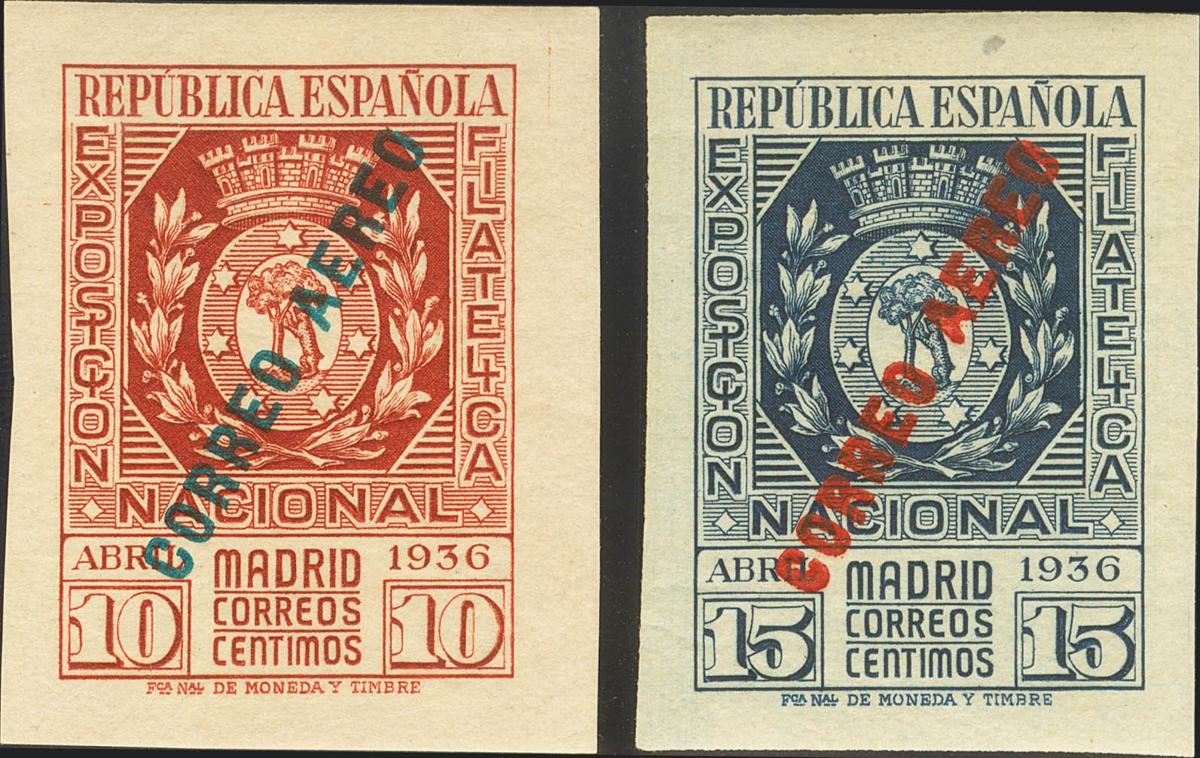 REPÚBLICA ESPAÑOLA
EXPOSICION
FILATELICA
NACIONAL
CORREO AEREO
ABRIL
MADRID
1936
10
CORREOS
10
CENTIMOS
FCA NAL DE MONEDA Y TIMBRE
REPÚBLICA ESPAÑOLA
EXPOSICION
FILATELICA
NACIONAL
CORREO AEREO
ABRIL
MADRID
1936
15
CORREOS
15
CENTIMOS
FCA NAL DE MONEDA Y TIMBRE